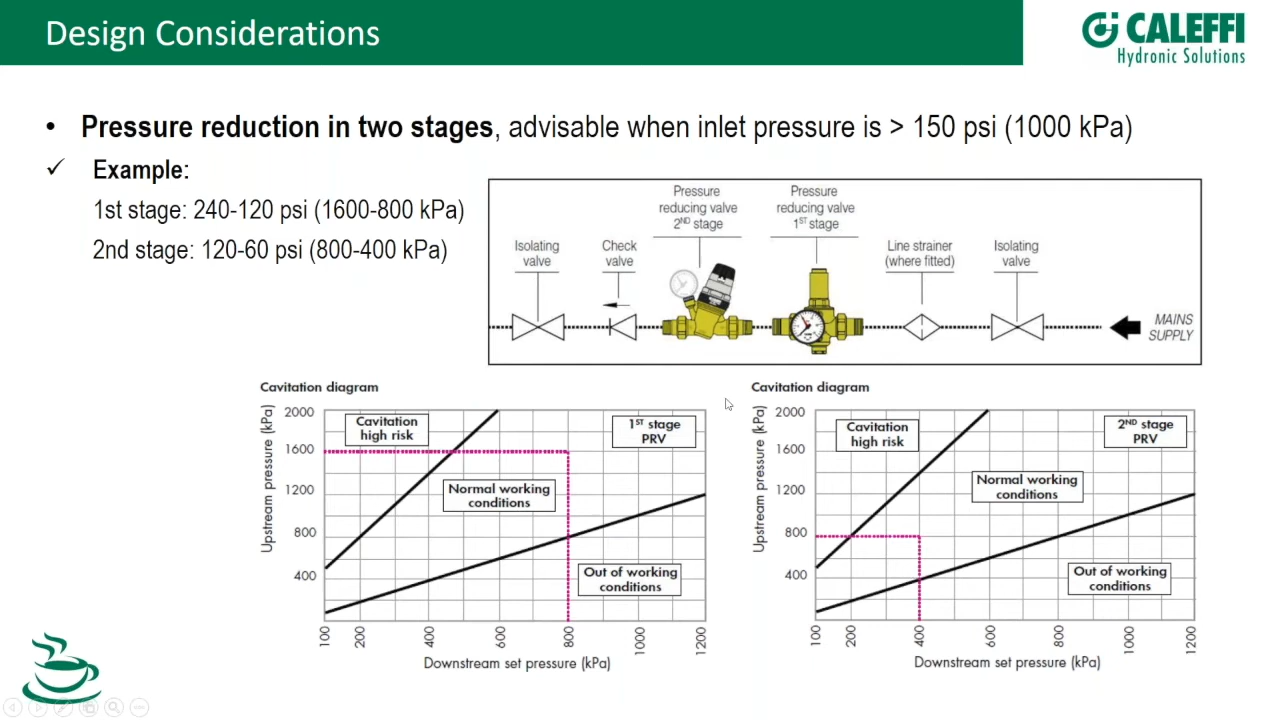 Design Considerations
CALEFFI
Hydronic Solutions
• Pressure reduction in two stages, advisable when inlet pressure is > 150 psi (1000 kPa)
✓ Example:
1st stage: 240-120 psi (1600-800 kPa)
2nd stage: 120-60 psi (800-400 kPa)
Isolating
valve
Check
valve
Pressure
reducing valve
2ND stage
Pressure
reducing valve
1ST stage
Line strainer
(where fitted)
Isolating
valve
MAINS
SUPPLY
Cavitation diagram
Upstream pressure (kPa)
2000
1600
1200
800
400
Cavitation
high risk
1ST stage
PRV
Normal working
conditions
Out of working
conditions
100 200 400 600 800 1000 1200
Downstream set pressure (kPa)
Cavitation diagram
Upstream pressure (kPa)
2000
1600
1200
800
400
Cavitation
high risk
2ND stage
PRV
Normal working
conditions
Out of working
conditions
100 200 400 600 800 1000 1200
Downstream set pressure (kPa)